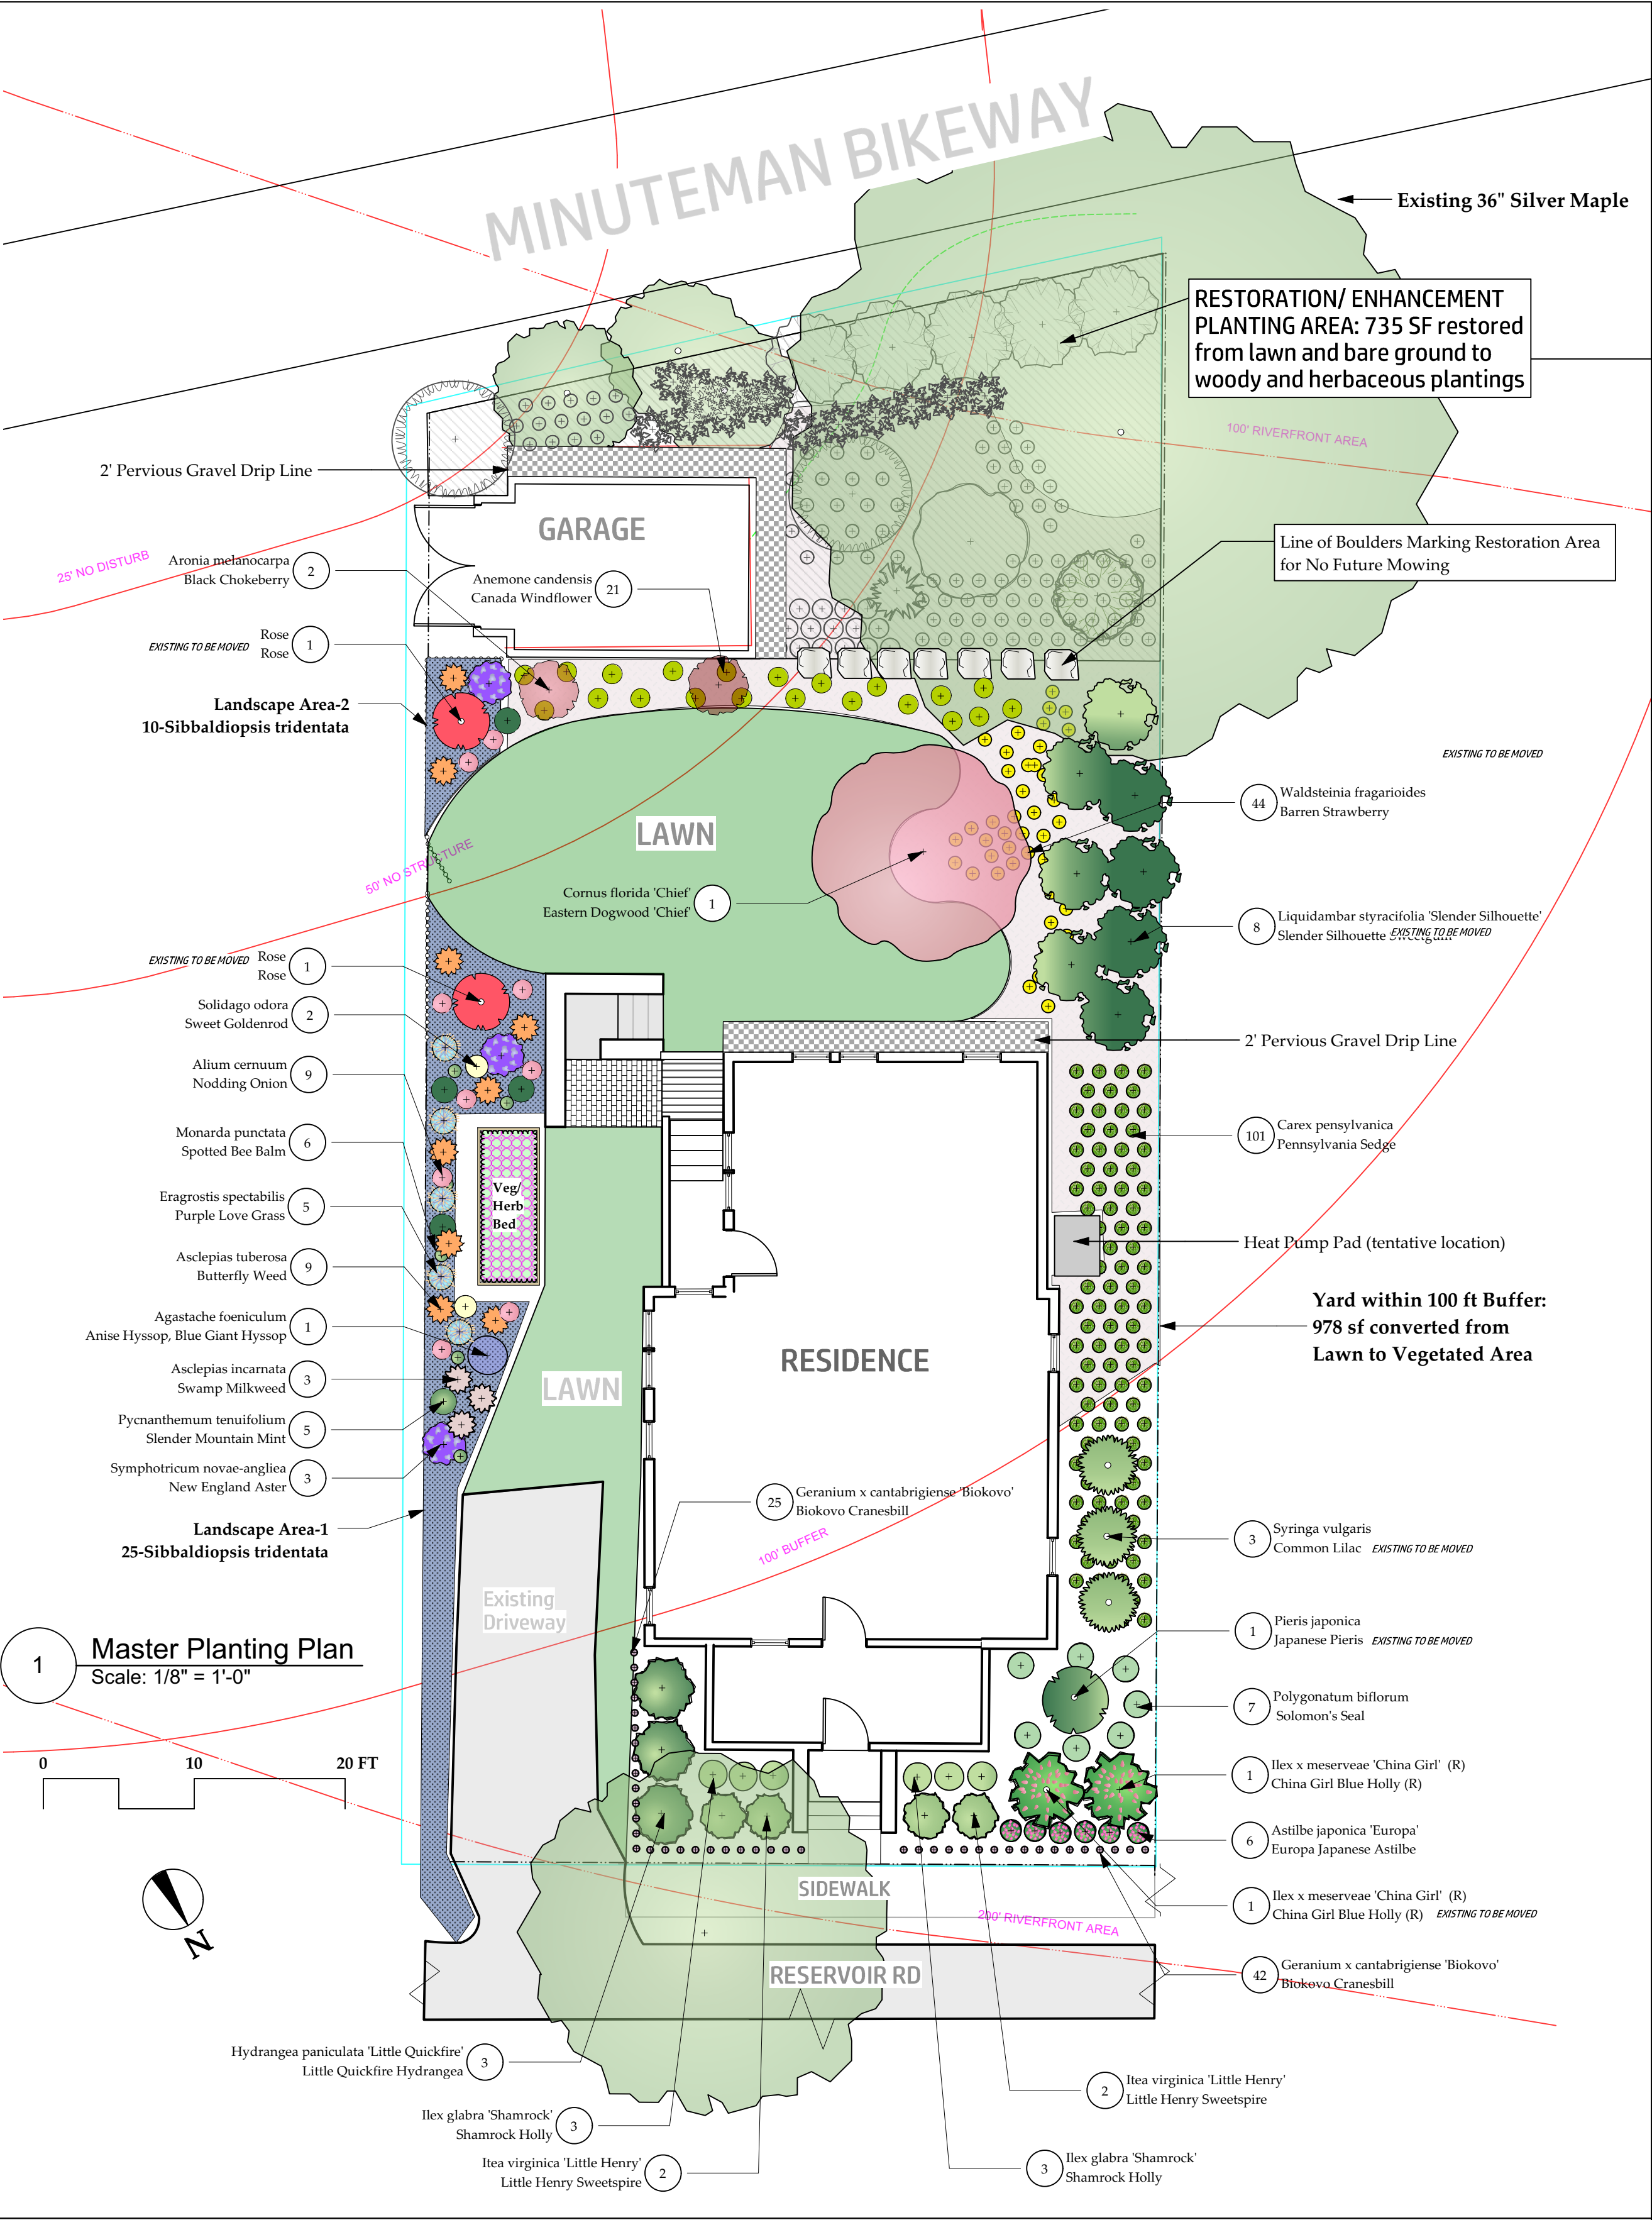 MINUTEMAN BIKEWAY
Existing 36" Silver Maple
RESTORATION/ ENHANCEMENT
PLANTING AREA: 735 SF restored
from lawn and bare ground to
woody and herbaceous plantings
100' RIVERFRONT AREA
2' Pervious Gravel Drip Line
GARAGE
Line of Boulders Marking Restoration Area
for No Future Mowing
25' NO DISTURB
Aronia melanocarpa
Black Chokeberry
2
Anemone candensis
Canada Windflower
21
EXISTING TO BE MOVED
Rose
Rose
1
Landscape Area-2
10-Sibbaldiopsis tridentata
EXISTING TO BE MOVED
44
Waldsteinia fragarioides
Barren Strawberry
LAWN
50' NO STRUCTURE
Cornus florida 'Chief'
Eastern Dogwood 'Chief'
1
8
Liquidambar styracifolia 'Slender Silhouette'
Slender Silhouette Sweetgum
EXISTING TO BE MOVED
EXISTING TO BE MOVED
Rose
Rose
1
Solidago odora
Sweet Goldenrod
2
2' Pervious Gravel Drip Line
Alium cernuum
Nodding Onion
9
Monarda punctata
Spotted Bee Balm
6
101
Carex pensylvanica
Pennsylvania Sedge
Veg/
Herb
Bed
Eragrostis spectabilis
Purple Love Grass
5
Heat Pump Pad (tentative location)
Asclepias tuberosa
Butterfly Weed
9
Yard within 100 ft Buffer:
978 sf converted from
Lawn to Vegetated Area
Agastache foeniculum
Anise Hyssop, Blue Giant Hyssop
1
RESIDENCE
LAWN
Asclepias incarnata
Swamp Milkweed
3
Pycnanthemum tenuifolium
Slender Mountain Mint
5
Symphotricum novae-angliea
New England Aster
3
25
Geranium x cantabrigiense 'Biokovo'
Biokovo Cranesbill
Landscape Area-1
25-Sibbaldiopsis tridentata
100' BUFFER
3
Syringa vulgaris
Common Lilac EXISTING TO BE MOVED
Existing
Driveway
1
Pieris japonica
Japanese Pieris EXISTING TO BE MOVED
1
Master Planting Plan
Scale: 1/8" = 1'-0"
7
Polygonatum biflorum
Solomon's Seal
0 10 20 FT
1
Ilex x meserveae 'China Girl' (R)
China Girl Blue Holly (R)
6
Astilbe japonica 'Europa'
Europa Japanese Astilbe
SIDEWALK
1
Ilex x meserveae 'China Girl' (R)
China Girl Blue Holly (R) EXISTING TO BE MOVED
200' RIVERFRONT AREA
N
RESERVOIR RD
42
Geranium x cantabrigiense 'Biokovo'
Biokovo Cranesbill
Hydrangea paniculata 'Little Quickfire'
Little Quickfire Hydrangea
3
2
Itea virginica 'Little Henry'
Little Henry Sweetspire
Ilex glabra 'Shamrock'
Shamrock Holly
3
Itea virginica 'Little Henry'
Little Henry Sweetspire
2
3
Ilex glabra 'Shamrock'
Shamrock Holly